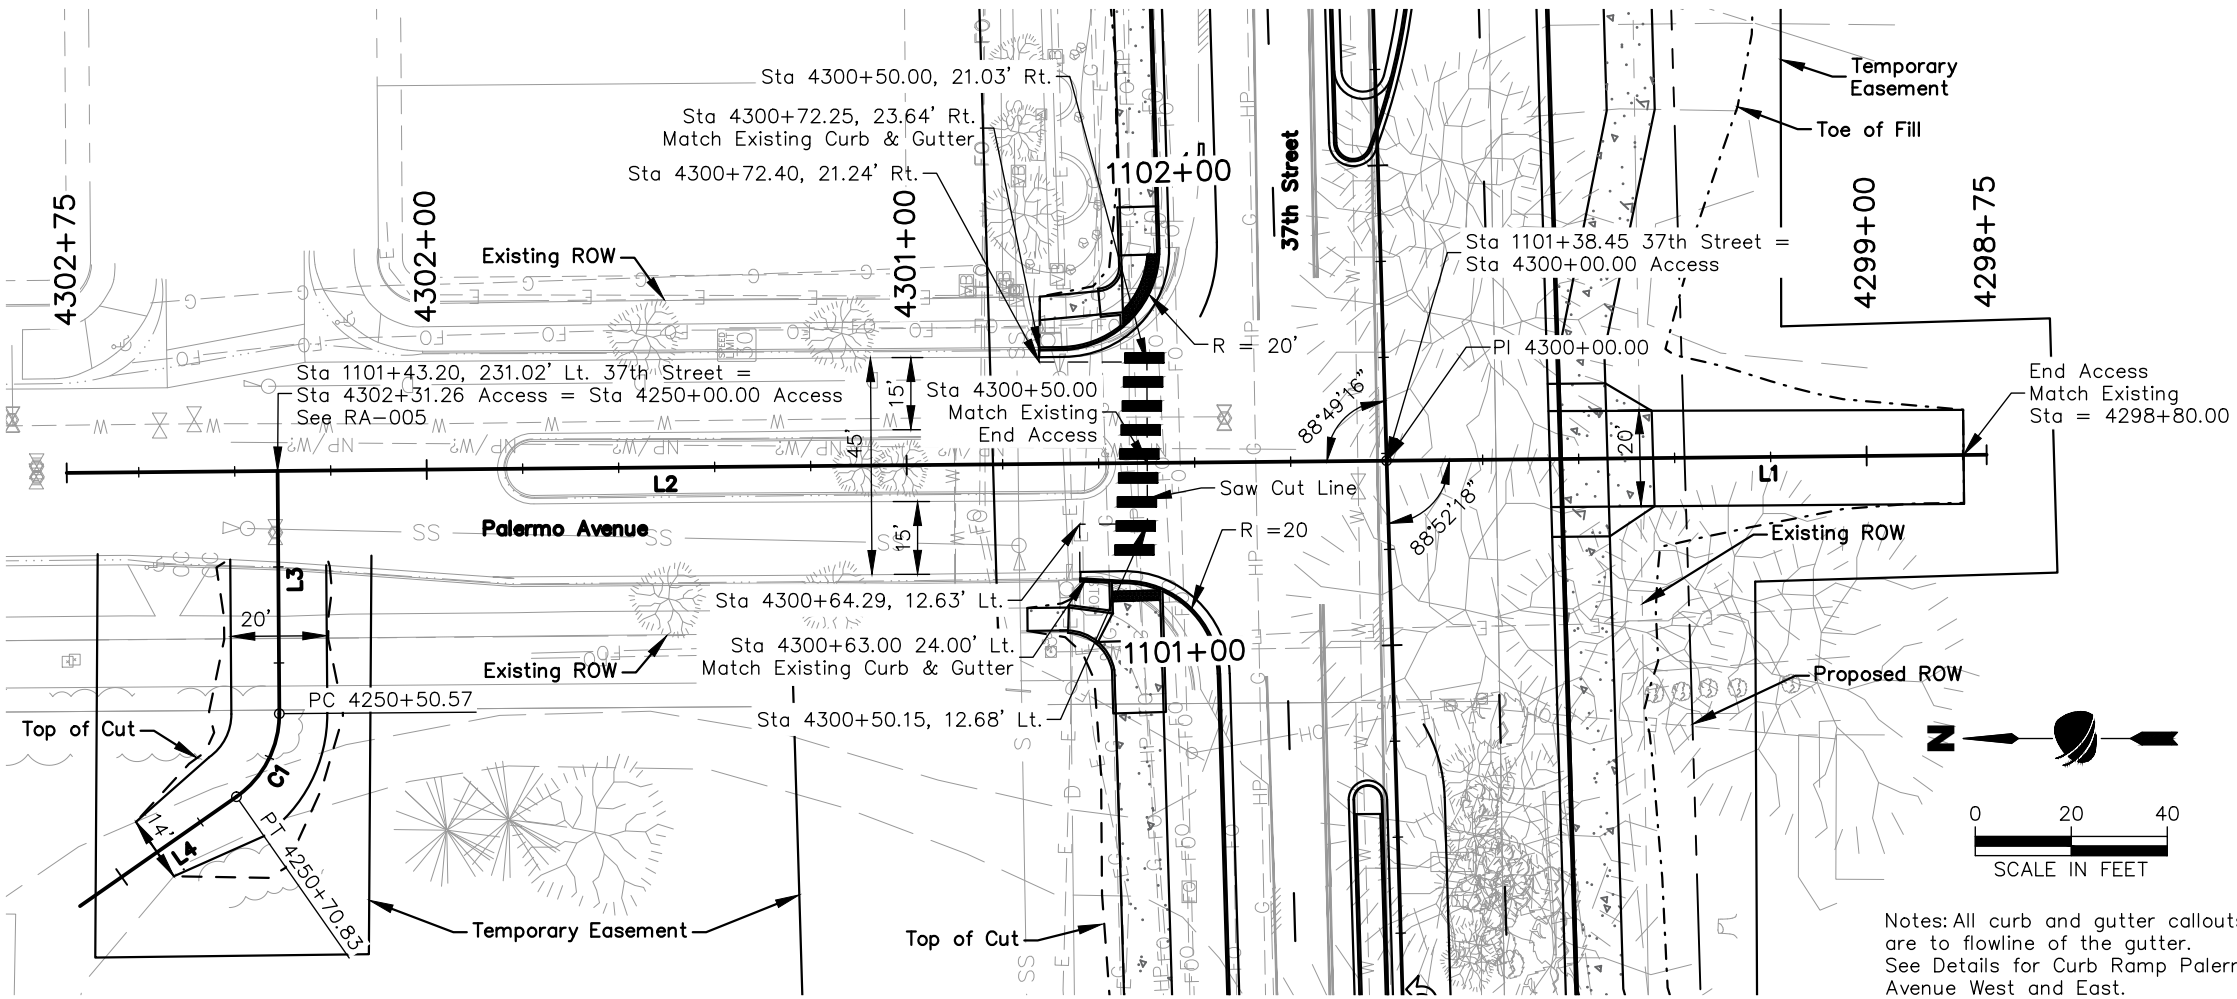 Sta 4300+50.00, 21.03' Rt.
Sta 4300+72.25, 23.64' Rt.
Match Existing Curb & Gutter
Sta 4300+72.40, 21.24' Rt.
1102+00
37th Street
Temporary
Easement
Toe of Fill
4302+75
4302+00
4301+00
4299+00
4298+75
Existing ROW
Sta 1101+38.45 37th Street =
Sta 4300+00.00 Access
R = 20'
PI 4300+00.00
SPEED
LIMIT
30
Sta 1101+43.20, 231.02' Lt. 37th Street =
Sta 4302+31.26 Access = Sta 4250+00.00 Access
See RA-005
15'
45'
Sta 4300+50.00
Match Existing
End Access
88°49'16"
End Access
Match Existing
Sta = 4298+80.00
20'
L2
L1
Saw Cut Line
88°52'18"
Palermo Avenue
15'
R =20
Existing ROW
L3
20'
Sta 4300+64.29, 12.63' Lt.
Sta 4300+63.00 24.00' Lt.
Match Existing Curb & Gutter
1101+00
Existing ROW
Proposed ROW
PC 4250+50.57
Sta 4300+50.15, 12.68' Lt.
Top of Cut
C1
N
14'
L4
PT 4250+70.83
0 20 40
SCALE IN FEET
Temporary Easement
Top of Cut
Notes: All curb and gutter callout
are to flowline of the gutter.
See Details for Curb Ramp Paler
Avenue West and East.